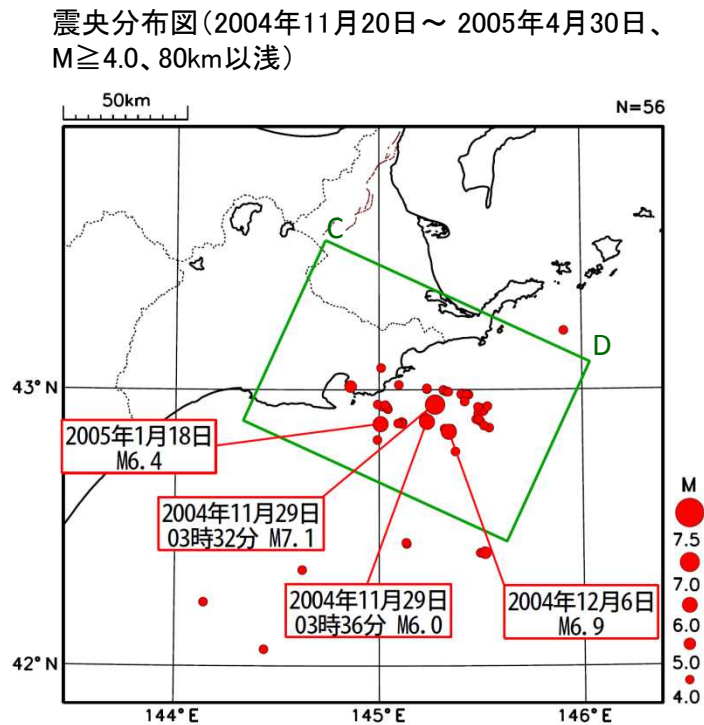 震央分布図(2004年11月20日～ 2005年4月30日、
M≧4.0、80km以浅)
50km
N=56
C
D
43°N
2005年1月18日
M6.4
2004年11月29日
03時32分 M7.1
2004年11月29日
03時36分 M6.0
2004年12月6日
M6.9
M
7.5
7.0
6.0
5.0
4.0
42°N
144°E
145°E
146°E